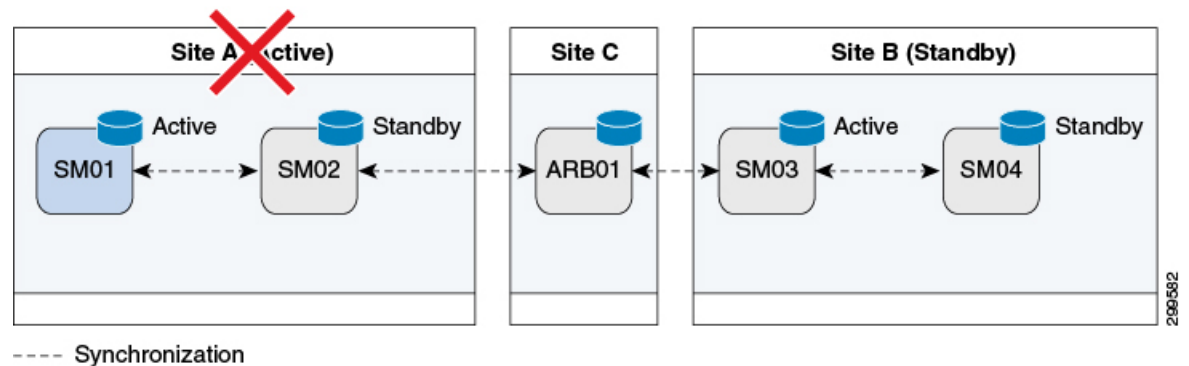 Site A (Active)
Site C
Site B (Standby)
Active
Standby
Active
Standby
SM01
SM02
ARB01
SM03
SM04
299582
Synchronization